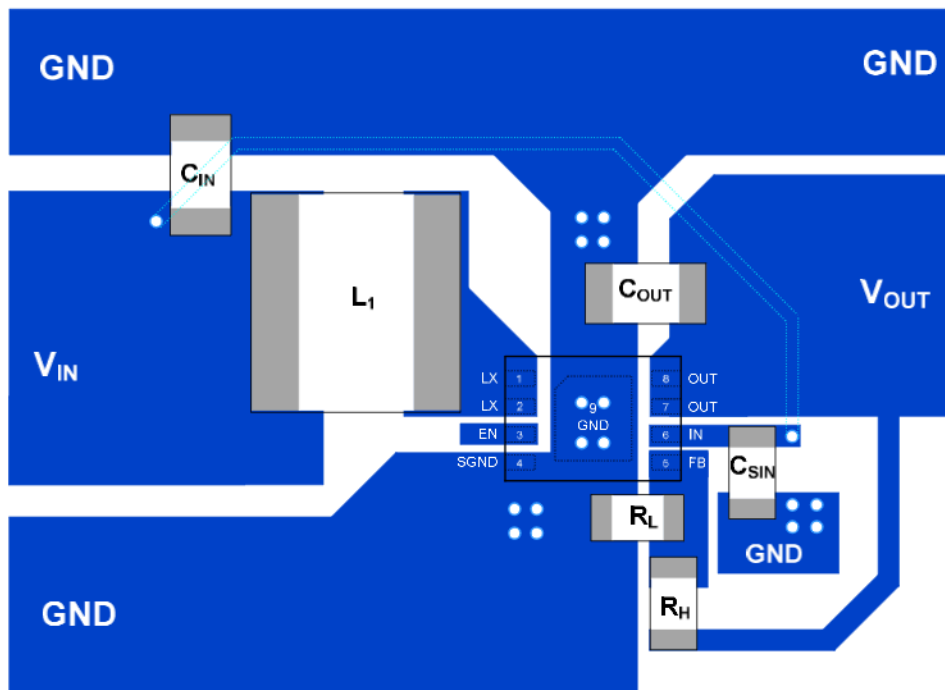 GND
GND
CIN
L1
COUT
VOUT
VIN
LX 1 8 OUT
LX 2 9 7 OUT
GND
EN 3 6 IN
SGND 4 5 FB
CSIN
RL
GND
RH
GND